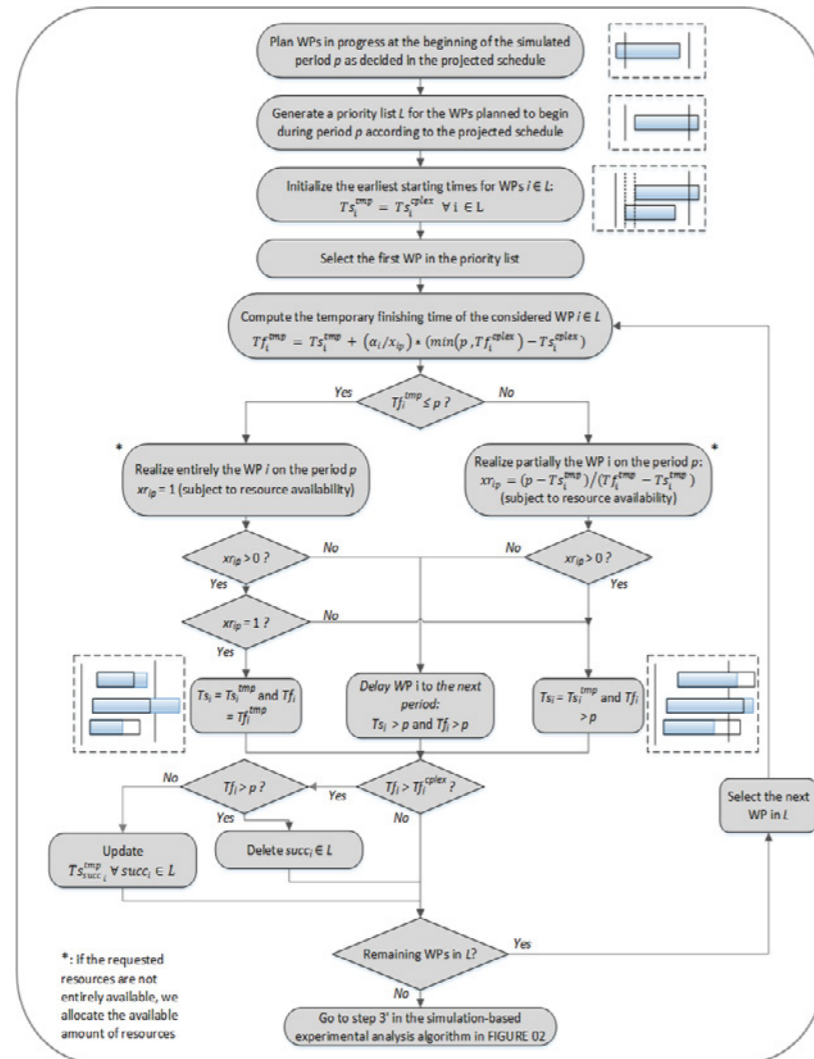 Plan WPs in progress at the beginning of the simulated
period p as decided in the projected schedule
Generate a priority list L for the WPs planned to begin
during period p according to the projected schedule
Initialize the earliest starting times for WPs i ∈ L:
Ts_i^tmp = Ts_i^cplex ∀ i ∈ L
Select the first WP in the priority list
Compute the temporary finishing time of the considered WP i ∈ L
Tf_i^tmp = Ts_i^tmp + (α_i/x_ip) * (min(p, Tf_i^cplex) − Ts_i^cplex)
Yes
Tf_i^tmp ≤ p ?
No
*
Realize entirely the WP i on the period p
xr_ip = 1 (subject to resource availability)
Realize partially the WP i on the period p:
xr_ip = (p − Ts_i^tmp)/(Tf_i^tmp − Ts_i^tmp)
(subject to resource availability)
*
xr_ip > 0 ?
No
No
xr_ip > 0 ?
Yes
Yes
xr_ip = 1 ?
No
Yes
Ts_i = Ts_i^tmp and Tf_i
= Tf_i^tmp
Delay WP i to the next
period:
Ts_i > p and Tf_i > p
Ts_i = Ts_i^tmp and Tf_i
> p
No
Tf_i > p ?
Yes
Tf_i > Tf_i^cplex ?
Select the next
WP in L
Yes
No
Update
Ts_succ_i^tmp ∀ succ_i ∈ L
Delete succ_i ∈ L
Remaining WPs in L?
Yes
No
*: If the requested
resources are not
entirely available, we
allocate the available
amount of resources
Go to step 3' in the simulation-based
experimental analysis algorithm in FIGURE 02